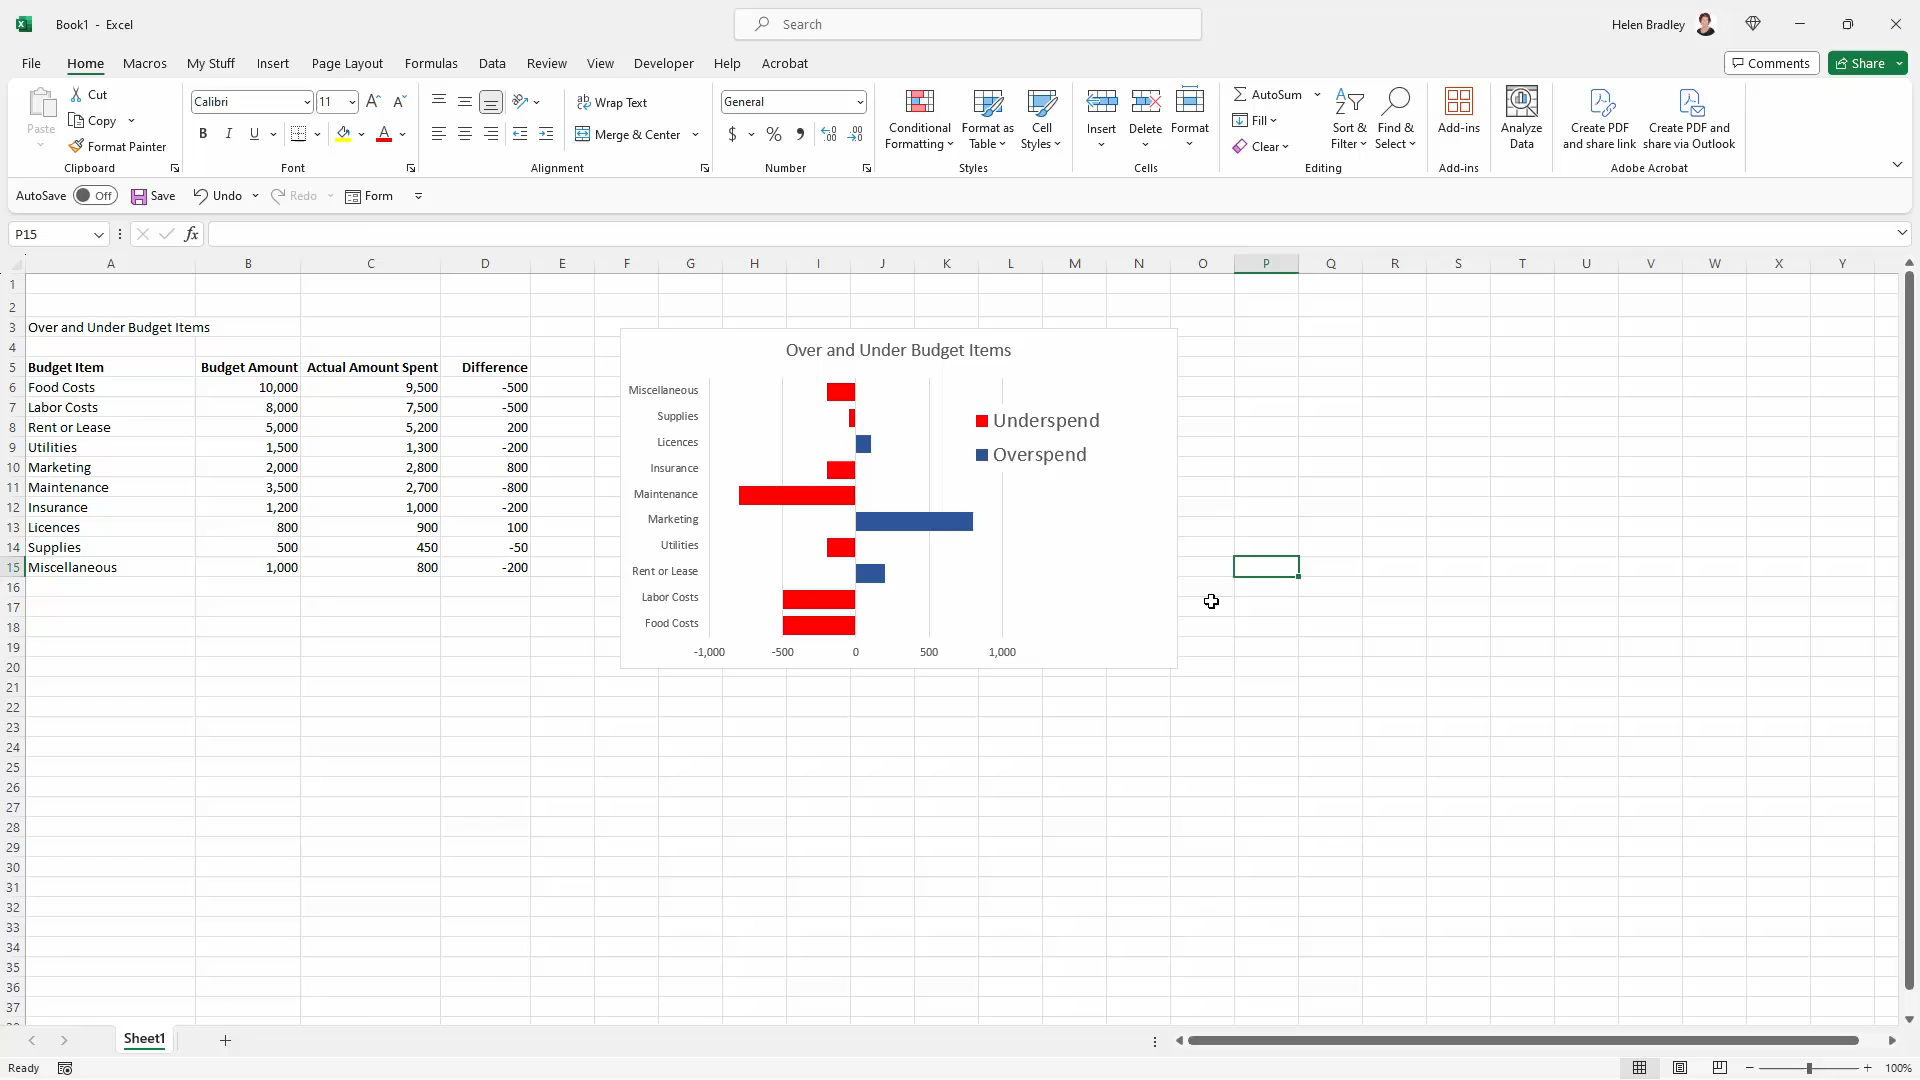 Book1 - Excel
Search
Helen Bradley
File Home Macros My Stuff Insert Page Layout Formulas Data Review View Developer Help Acrobat
Comments Share
Paste
Cut
Copy
Format Painter
Clipboard
Calibri 11
B I U A
Font
Wrap Text
Merge & Center
Alignment
General
$ % ,
Number
Conditional Formatting
Format as Table
Cell Styles
Styles
Insert Delete Format
Cells
AutoSum
Fill
Clear
Sort & Filter
Find & Select
Editing
Add-ins
Add-ins
Analyze Data
Create PDF and share link
Create PDF and share via Outlook
Adobe Acrobat
AutoSave Off Save Undo Redo Form
P15 fx
A B C D E F G H I J K L M N O P Q R S T U V W X Y
1
2
3 Over and Under Budget Items
4
5 Budget Item Budget Amount Actual Amount Spent Difference
6 Food Costs 10,000 9,500 -500
7 Labor Costs 8,000 7,500 -500
8 Rent or Lease 5,000 5,200 200
9 Utilities 1,500 1,300 -200
10 Marketing 2,000 2,800 800
11 Maintenance 3,500 2,700 -800
12 Insurance 1,200 1,000 -200
13 Licences 800 900 100
14 Supplies 500 450 -50
15 Miscellaneous 1,000 800 -200
16
17
18
19
20
21
22
23
24
25
26
27
28
29
30
31
32
33
34
35
36
37
Over and Under Budget Items
Miscellaneous
Supplies
Licences
Insurance
Maintenance
Marketing
Utilities
Rent or Lease
Labor Costs
Food Costs
-1,000 -500 0 500 1,000
Underspend
Overspend
Sheet1
Ready
100%